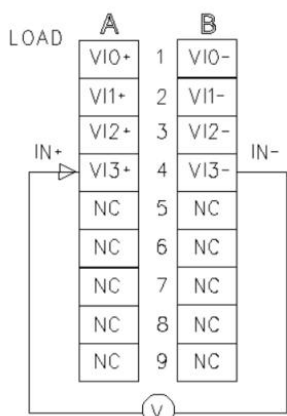 A B
LOAD
VI0+ 1 VI0-
VI1+ 2 VI1-
VI2+ 3 VI2-
IN+ VI3+ 4 VI3- IN-
NC 5 NC
NC 6 NC
NC 7 NC
NC 8 NC
NC 9 NC
V